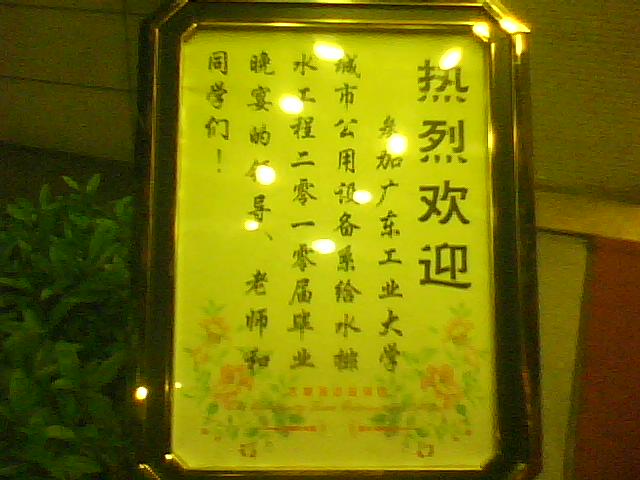 热烈欢迎
参加广东工业大学
城市公用设备系给水排
水工程二零一零届毕业
晚宴的领导、老师和
同学们！